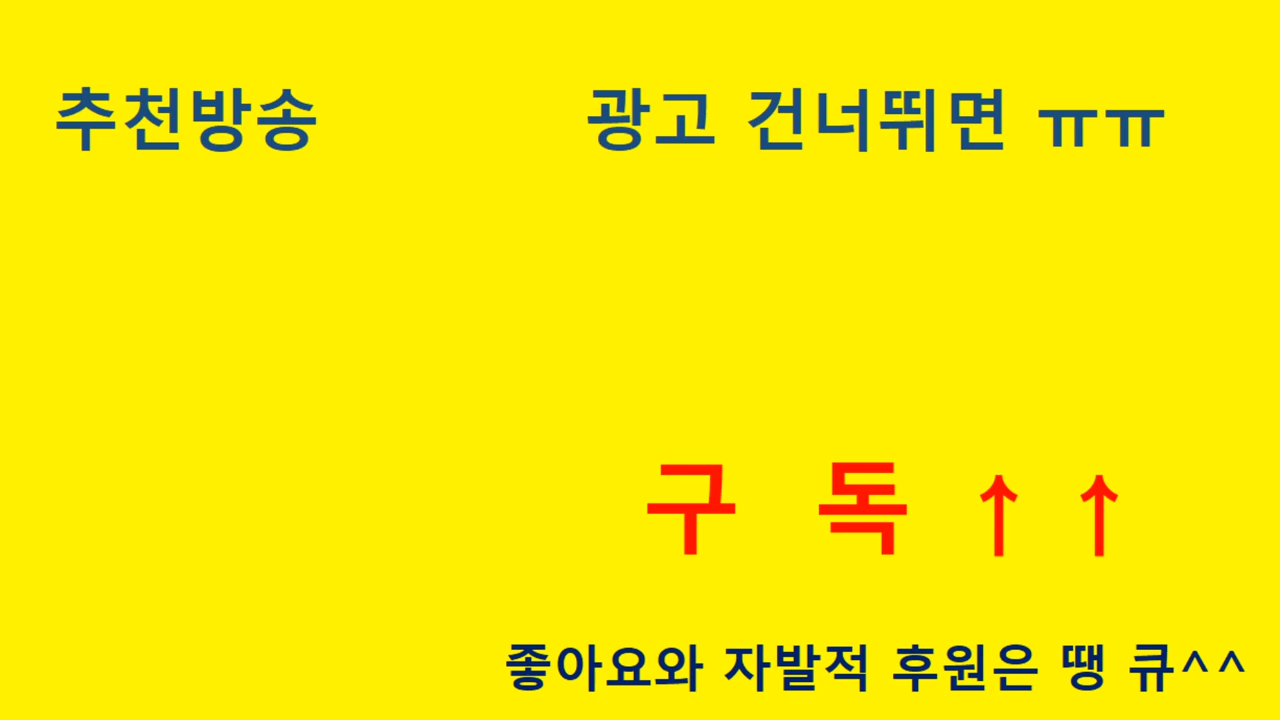 추천방송 광고 건너뛰면 ㅠㅠ
구 독 ↑ ↑
좋아요와 자발적 후원은 땡 큐^^